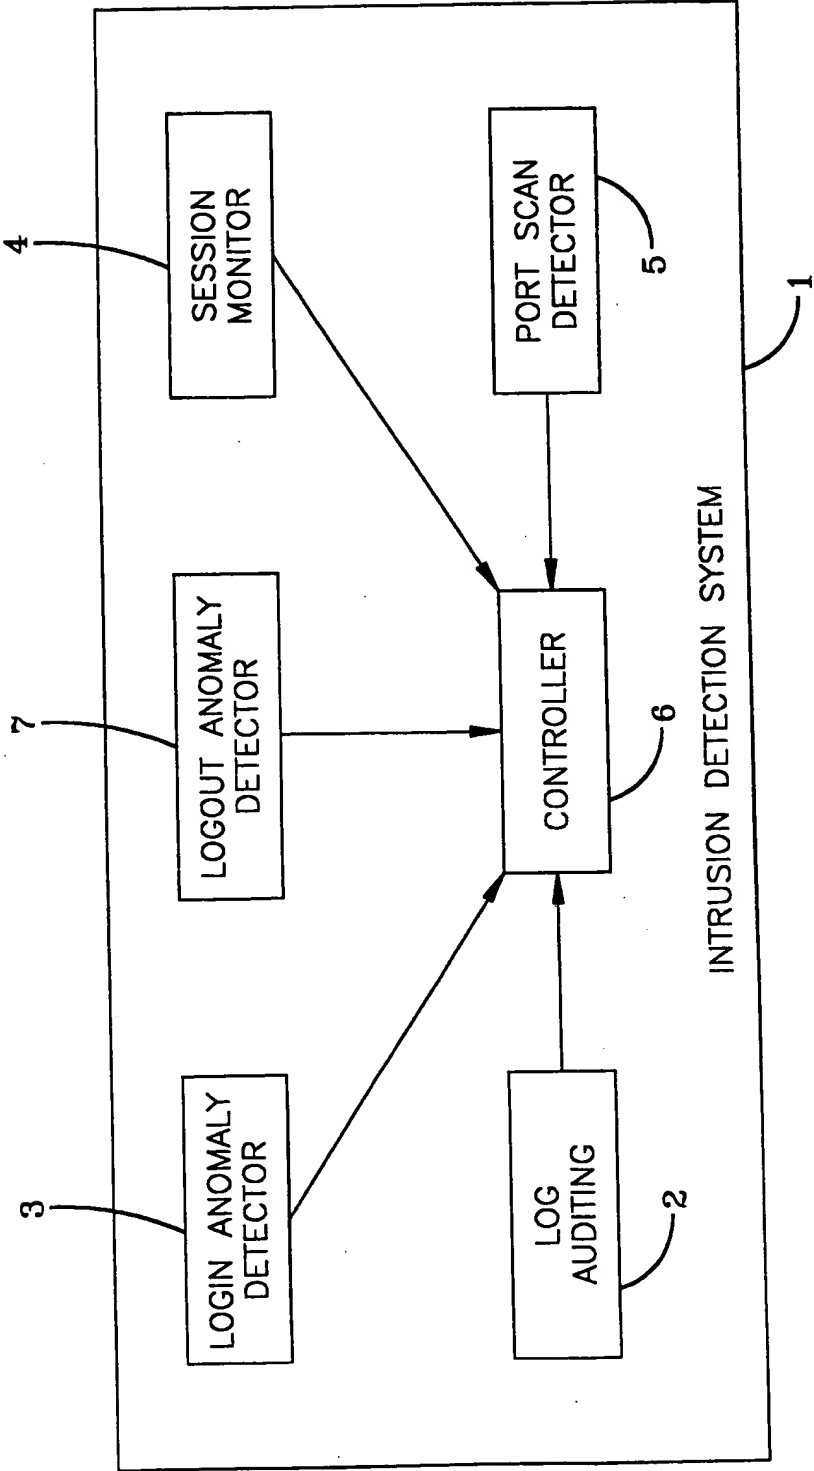 3
7
4
LOGIN ANOMALY
DETECTOR
LOGOUT ANOMALY
DETECTOR
SESSION
MONITOR
LOG
AUDITING
2
CONTROLLER
6
PORT SCAN
DETECTOR
5
INTRUSION DETECTION SYSTEM
1